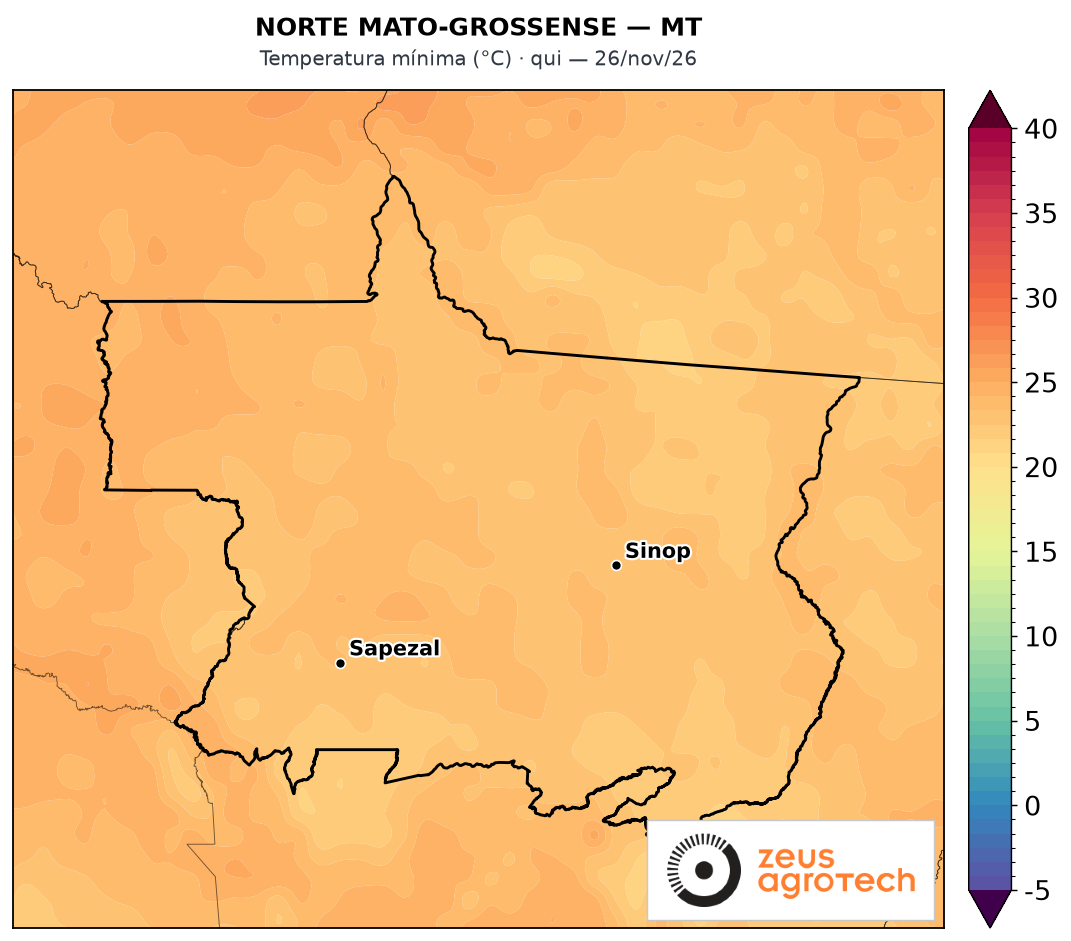 NORTE MATO-GROSSENSE — MT
Temperatura mínima (°C) · qui — 26/nov/26
40
35
30
25
20
15
10
5
0
-5
Sinop
Sapezal
zeus
agrotech